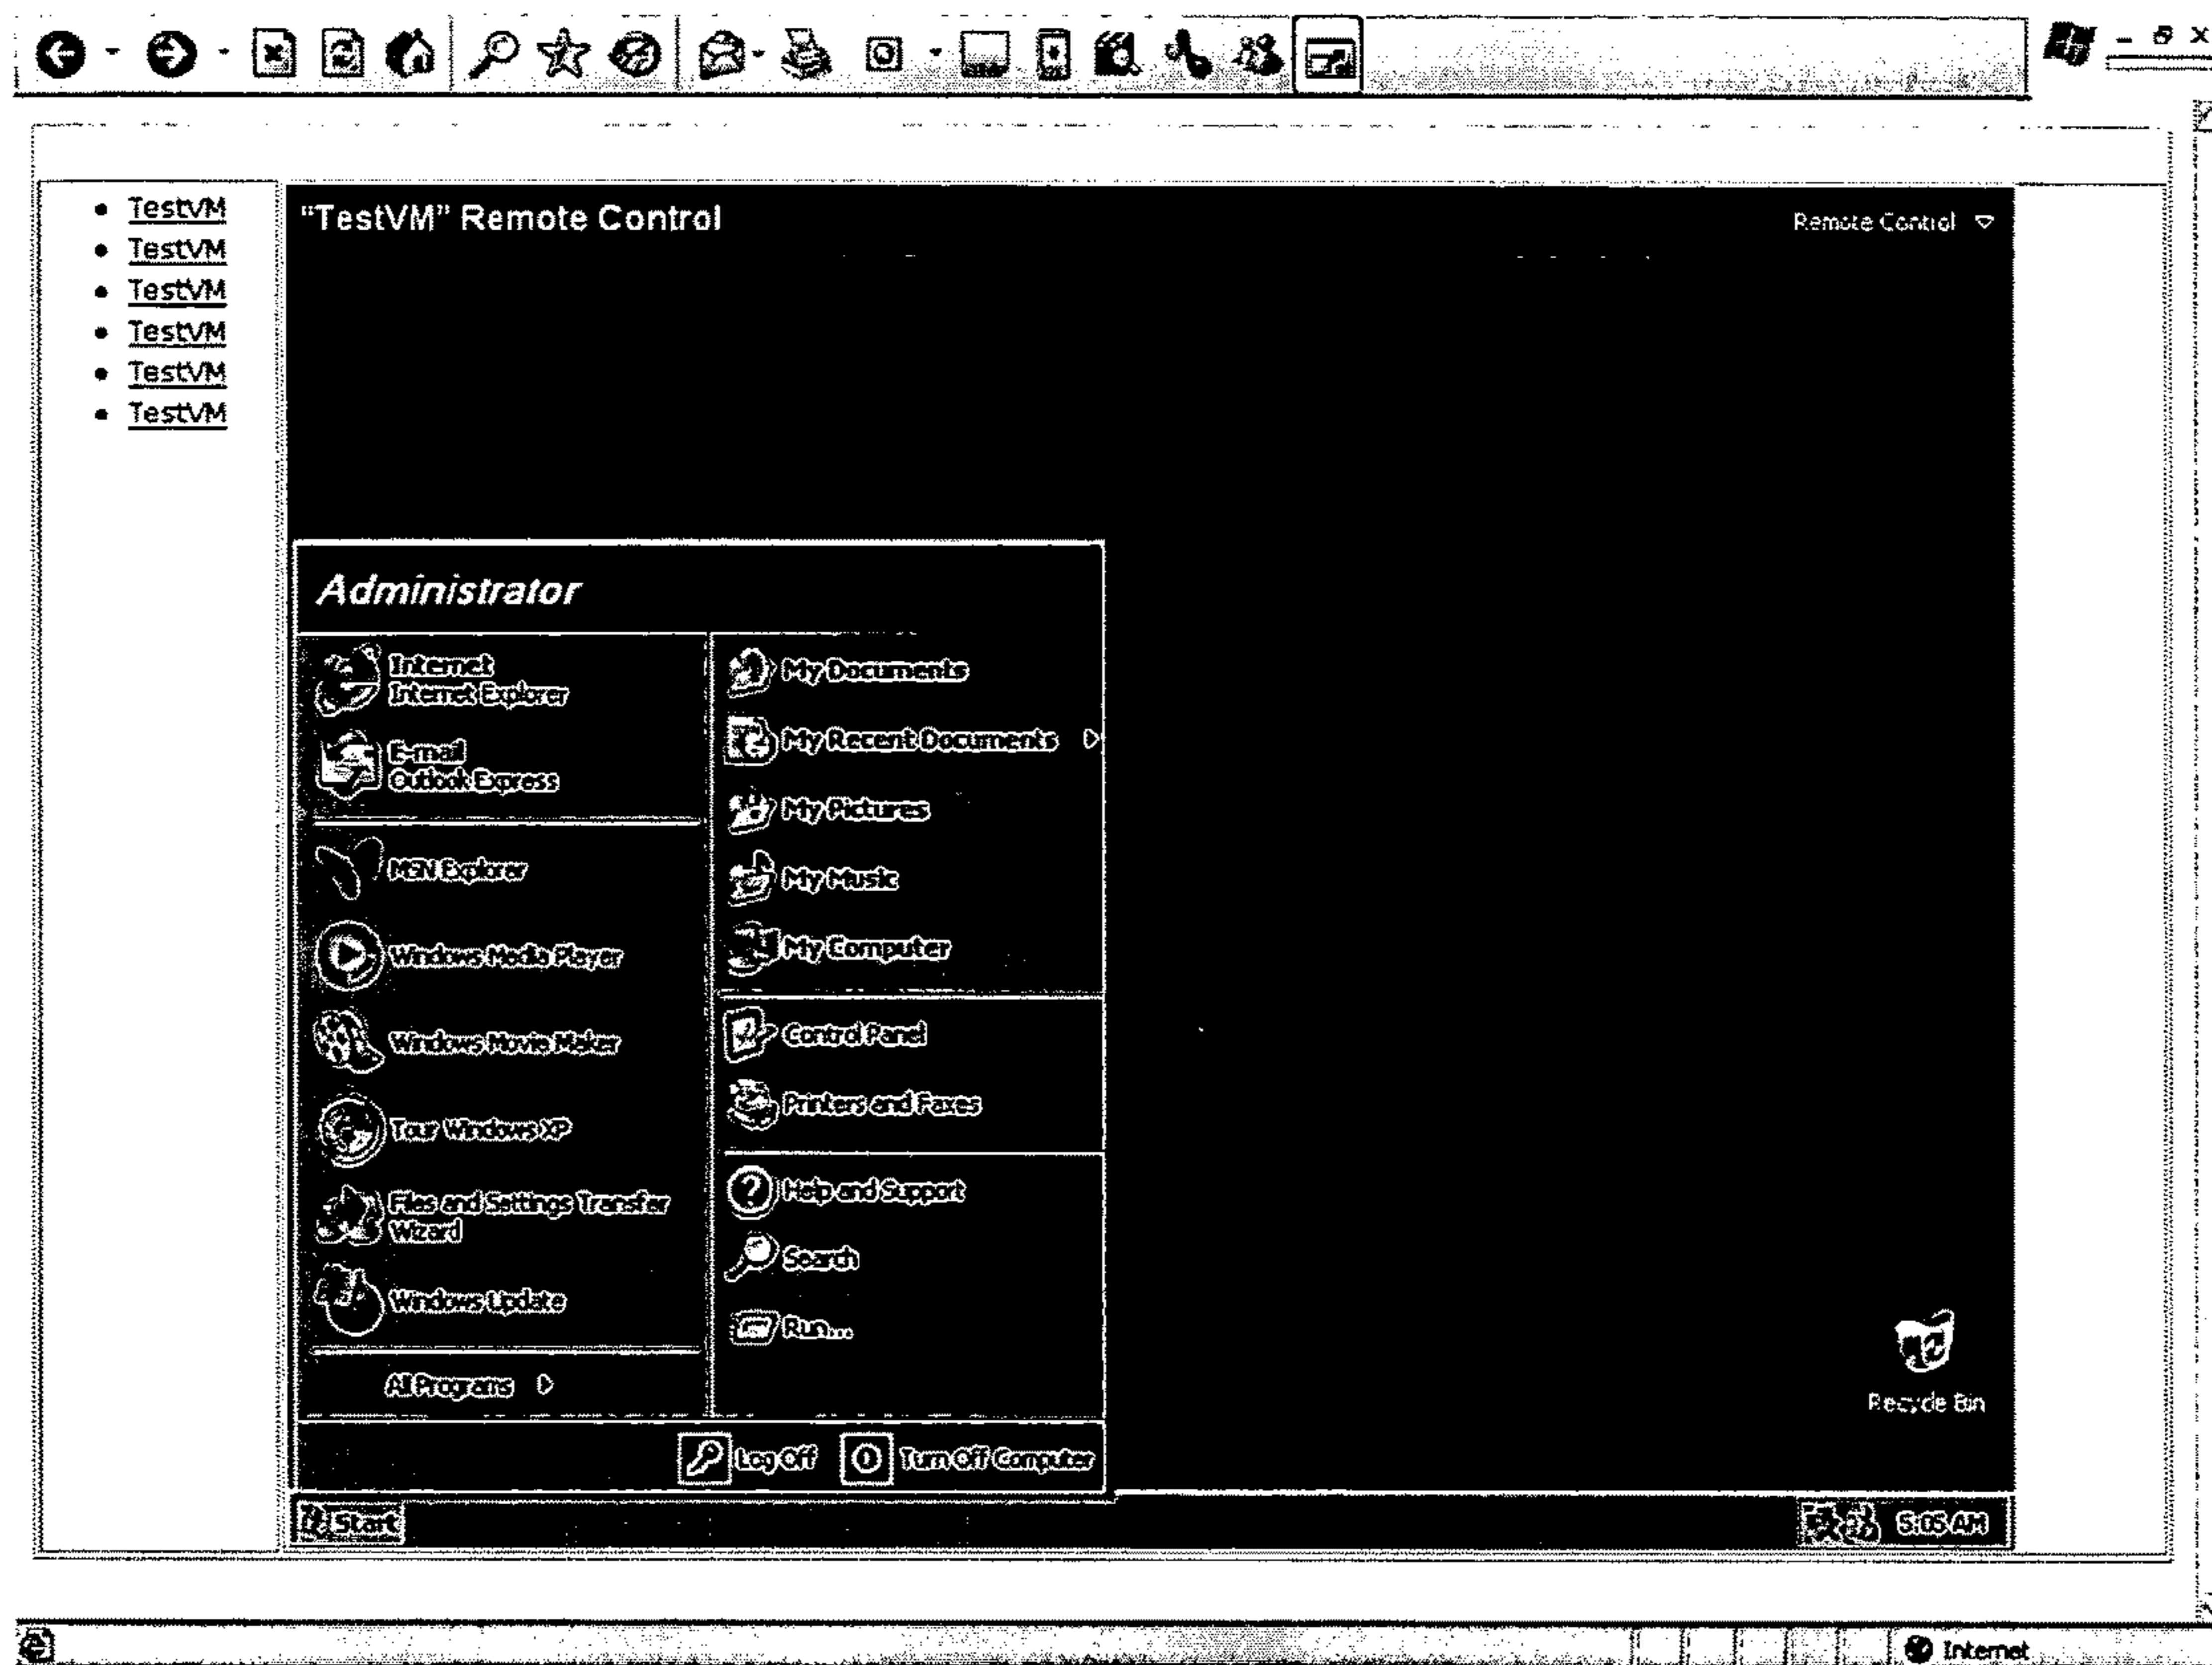 TestVM
TestVM
TestVM
TestVM
TestVM
TestVM
"TestVM" Remote Control
Remote Control
Administrator
Internet
Internet Explorer
E-mail
Outlook Express
MSN Explorer
Windows Media Player
Windows Movie Maker
Tour Windows XP
Files and Settings Transfer
Wizard
Windows Update
All Programs
My Documents
My Recent Documents
My Pictures
My Music
My Computer
Control Panel
Printers and Faxes
Help and Support
Search
Run...
Log Off
Turn Off Computer
Recycle Bin
Start
5:05 AM
Internet